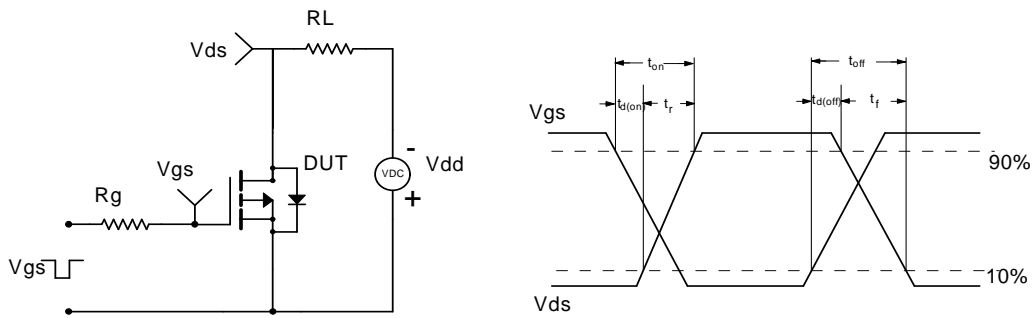 RL
Vds
Vgs
DUT
Rg
Vgs
VDC
-
+
Vdd
ton
toff
td(on)
tr
td(off)
tf
Vgs
90%
10%
Vds